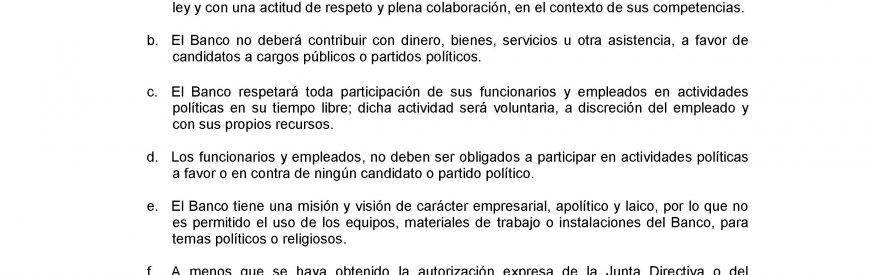 ley y con una actitud de respeto y plena colaboración, en el contexto de sus competencias.
b. El Banco no deberá contribuir con dinero, bienes, servicios u otra asistencia, a favor de
candidatos a cargos públicos o partidos políticos.
c. El Banco respetará toda participación de sus funcionarios y empleados en actividades
políticas en su tiempo libre; dicha actividad será voluntaria, a discreción del empleado y
con sus propios recursos.
d. Los funcionarios y empleados, no deben ser obligados a participar en actividades políticas
a favor o en contra de ningún candidato o partido político.
e. El Banco tiene una misión y visión de carácter empresarial, apolítico y laico, por lo que no
es permitido el uso de los equipos, materiales de trabajo o instalaciones del Banco, para
temas políticos o religiosos.
f. A menos que se haya obtenido la autorización expresa de la Junta Directiva o del